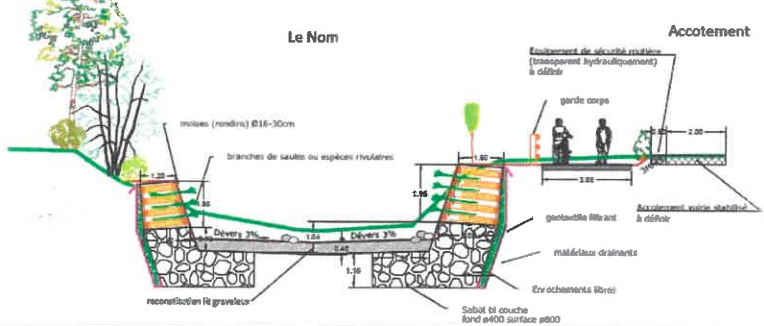 Le Nom
Accotement
Equipement de sécurité routière
(transparent hydrauliquement)
à définir
garde corps
moises (rondins) Ø16-30cm
branches de saules ou espèces rivulaires
1.20
1.60
2.00
1.95
3.00
Accotement voirie stabilisé
à définir
Dévers 3%
1.04
Dévers 3%
0.40
1.16
géotextile filtrant
matériaux drainants
Enrochements libres
reconstitution lit graveleux
Sabot bi couche
fond ø400 surface ø800